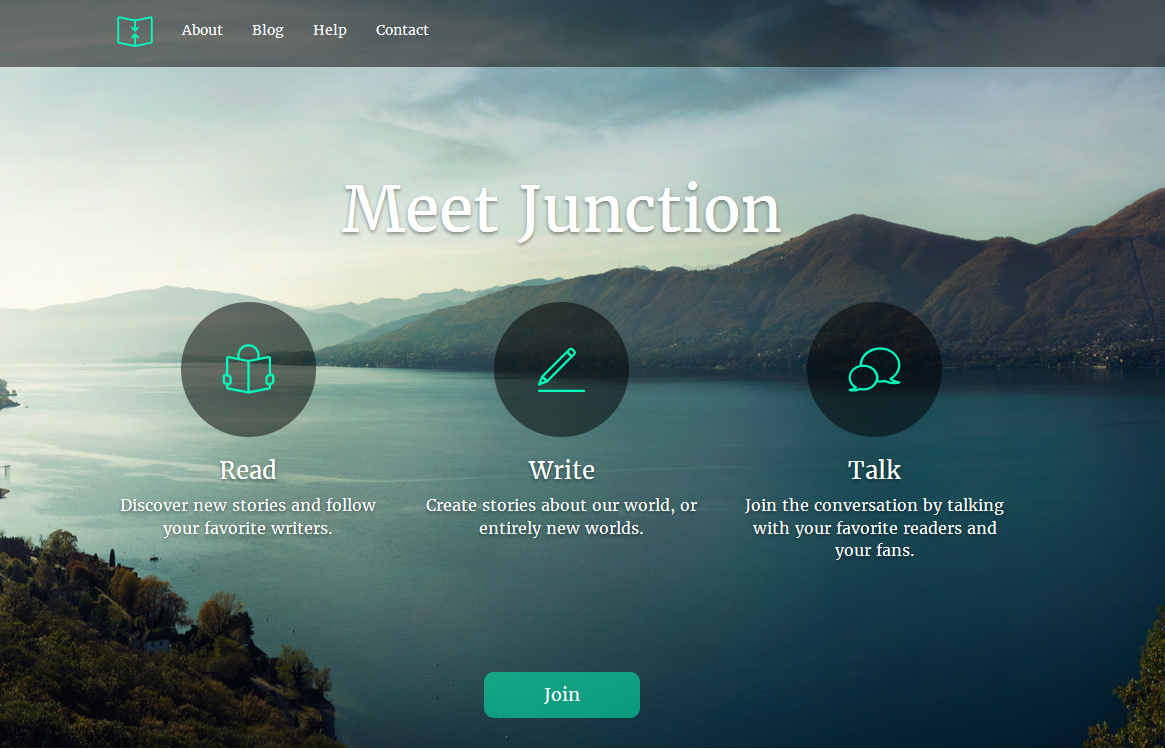 About Blog Help Contact
Meet Junction
Read
Discover new stories and follow
your favorite writers.
Write
Create stories about our world, or
entirely new worlds.
Talk
Join the conversation by talking
with your favorite readers and
your fans.
Join